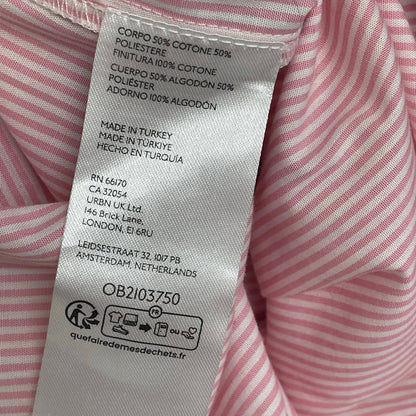 CORPO 50% COTONE 50%
POLIESTERE
FINITURA 100% COTONE
CUERPO 50% ALGODÓN 50%
POLIÉSTER
ADORNO 100% ALGODÓN
MADE IN TURKEY
MADE IN TÜRKIYE
HECHO EN TURQUÍA
RN 66170
CA 32054
URBN UK Ltd.
146 Brick Lane,
LONDON, E1 6RU
LEIDSESTRAAT 32, 1017 PB
AMSTERDAM, NETHERLANDS
OB2103750
FR
OU
quefairedemesdechets.fr